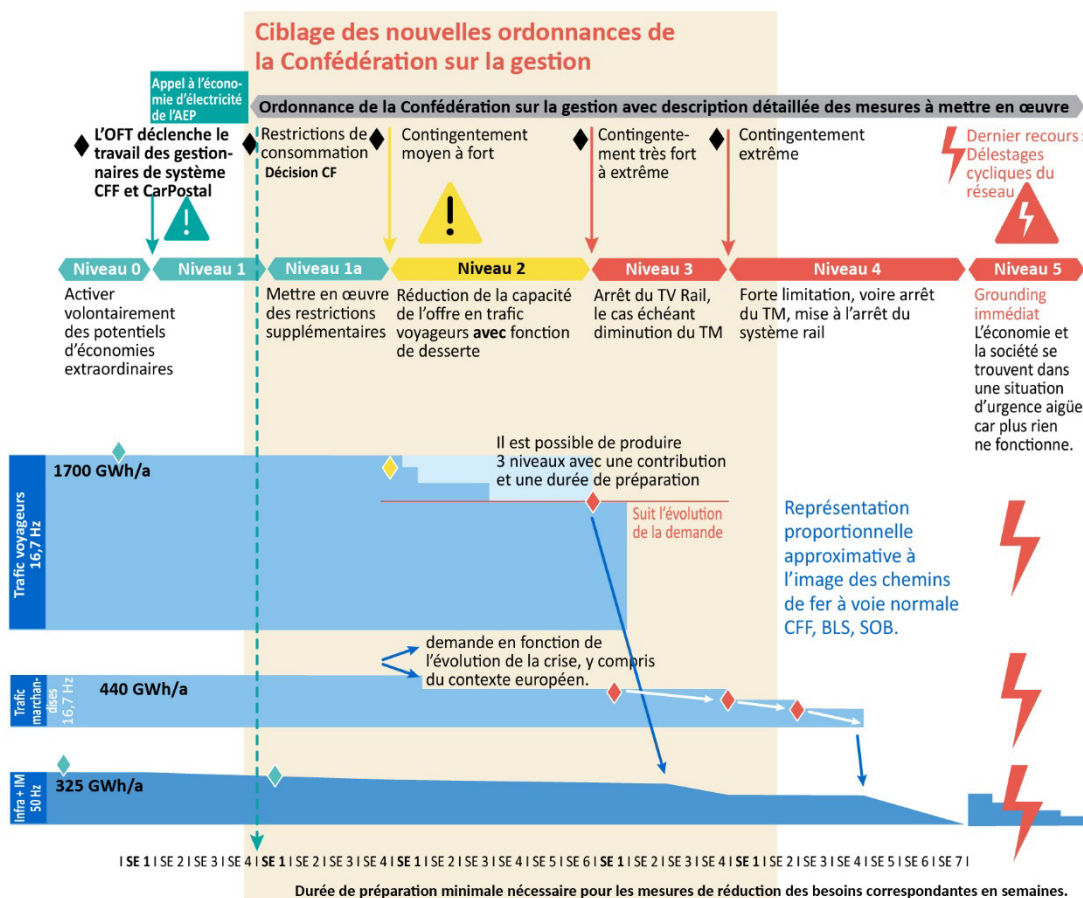 Ciblage des nouvelles ordonnances de
la Confédération sur la gestion
Appel à l'écono-
mie d'électricité
de l'AEP
Ordonnance de la Confédération sur la gestion avec description détaillée des mesures à mettre en œuvre
L'OFT déclenche le
travail des gestion-
naires de système
CFF et CarPostal
Restrictions de
consommation
Décision CF
Contingentement
moyen à fort
Contingente-
ment très fort
à extrême
Contingentement
extrême
Dernier recours :
Délestages
cycliques du
réseau
Niveau 0
Niveau 1
Niveau 1a
Niveau 2
Niveau 3
Niveau 4
Niveau 5
Activer
volontairement
des potentiels
d'économies
extraordinaires
Mettre en œuvre
des restrictions
supplémentaires
Réduction de la capacité
de l'offre en trafic
voyageurs avec fonction
de desserte
Arrêt du TV Rail,
le cas échéant
diminution du TM
Forte limitation, voire arrêt
du TM, mise à l'arrêt du
système rail
Grounding
immédiat
L'économie et
la société se
trouvent dans
une situation
d'urgence aigüe
car plus rien
ne fonctionne.
Trafic voyageurs
16,7 Hz
1700 GWh/a
Il est possible de produire
3 niveaux avec une contribution
et une durée de préparation
Suit l'évolution
de la demande
Représentation
proportionnelle
approximative à
l'image des chemins
de fer à voie normale
CFF, BLS, SOB.
demande en fonction de
l'évolution de la crise, y compris
du contexte européen.
Trafic
marchan-
dises
16,7 Hz
440 GWh/a
Infra + IM
50 Hz
325 GWh/a
I SE 1 I SE 2 I SE 3 I SE 4 I SE 1 I SE 2 I SE 3 I SE 4 I SE 1 I SE 2 I SE 3 I SE 4 I SE 5 I SE 6 I SE 1 I SE 2 I SE 3 I SE 4 I SE 1 I SE 2 I SE 3 I SE 4 I SE 5 I SE 6 I SE 7 I
Durée de préparation minimale nécessaire pour les mesures de réduction des besoins correspondantes en semaines.